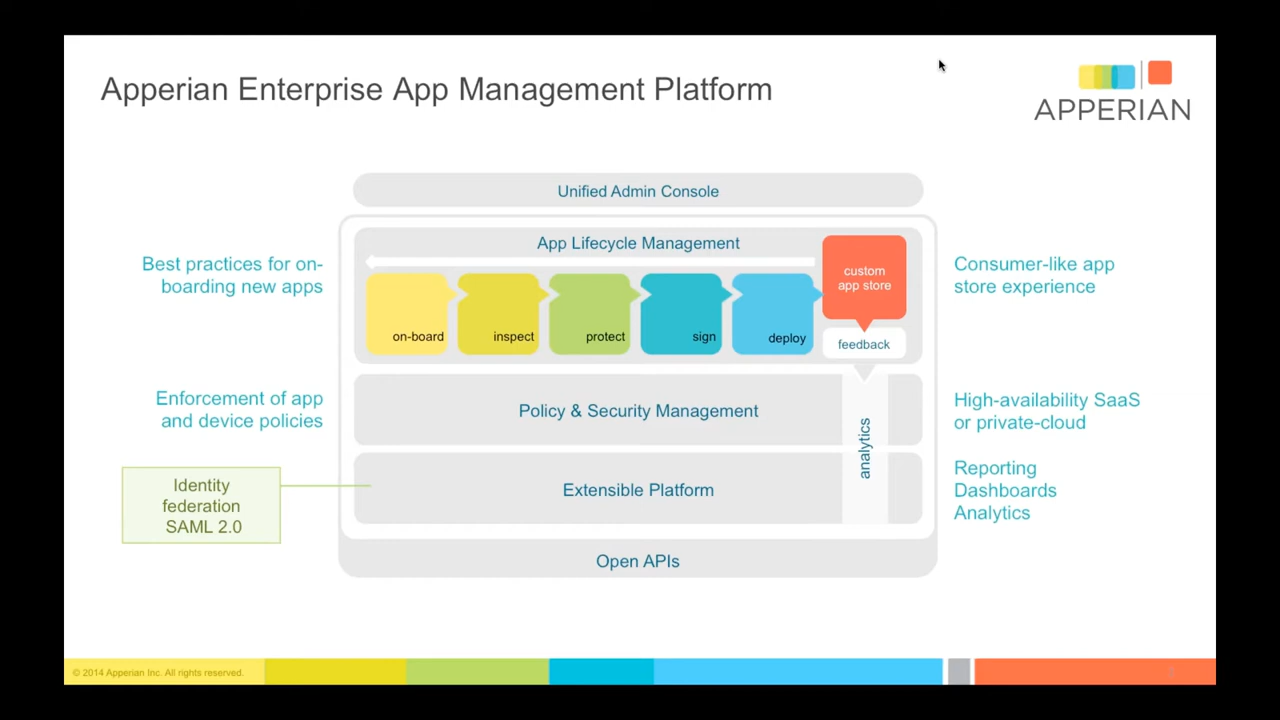 Apperian Enterprise App Management Platform
APPERIAN
Unified Admin Console
App Lifecycle Management
Best practices for on-
boarding new apps
on-board
inspect
protect
sign
deploy
custom
app store
feedback
Consumer-like app
store experience
Enforcement of app
and device policies
Policy & Security Management
analytics
High-availability SaaS
or private-cloud
Identity
federation
SAML 2.0
Extensible Platform
Reporting
Dashboards
Analytics
Open APIs
© 2014 Apperian Inc. All rights reserved.